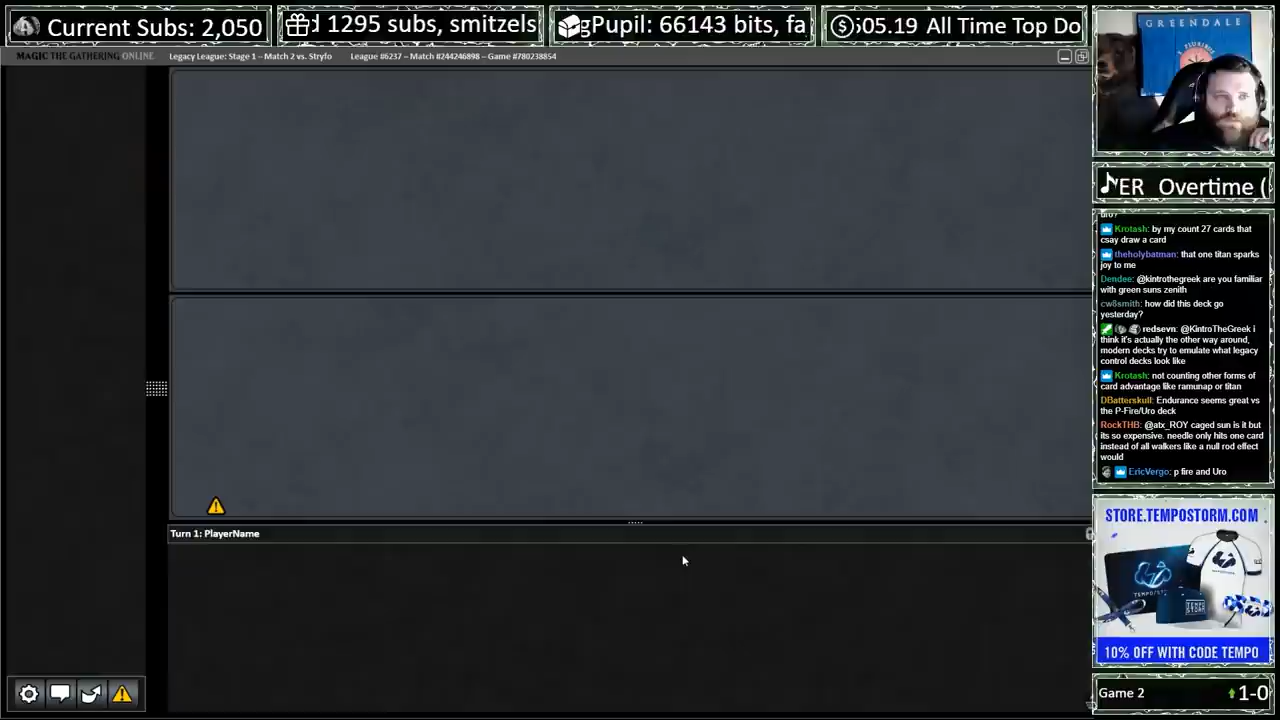 Current Subs: 2,050
d 1295 subs, smitzels
gPupil: 66143 bits, fa
505.19 All Time Top Do
MAGIC THE GATHERING ONLINE
Legacy League: Stage 1 – Match 2 vs. Stryfo
League #6237 – Match #244246898 – Game #780238854
GREENDALE
ER Overtime (
uro?
Krotash: by my count 27 cards that
csay draw a card
theholybatman: that one titan sparks
joy to me
Dendee: @kintrothegreek are you familiar
with green suns zenith
cw8smith: how did this deck go
yesterday?
redsevn: @KintroTheGreek i
think it's actually the other way around,
modern decks try to emulate what legacy
control decks look like
Krotash: not counting other forms of
card advantage like ramunap or titan
DBatterskull: Endurance seems great vs
the P-Fire/Uro deck
RockTHB: @atx_ROY caged sun is it but
its so expensive. needle only hits one card
instead of all walkers like a null rod effect
would
EricVergo: p fire and Uro
Turn 1: PlayerName
STORE.TEMPOSTORM.COM
10% OFF WITH CODE TEMPO
Game 2
1-0